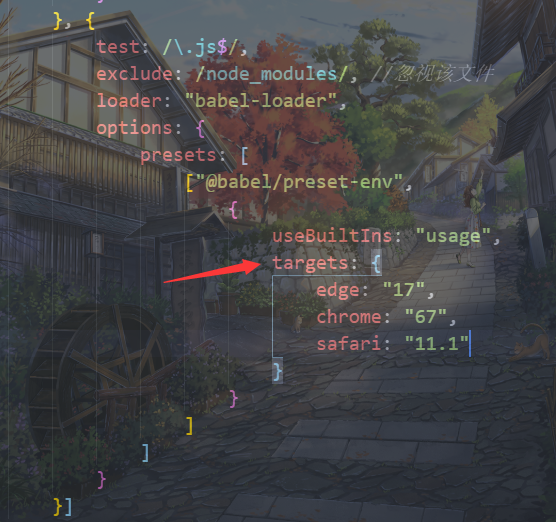 }, {
test: /\.js$/,
exclude: /node_modules/, //忽视该文件
loader: "babel-loader",
options: {
presets: [
["@babel/preset-env",
{
useBuiltIns: "usage",
targets: {
edge: "17",
chrome: "67",
safari: "11.1"
}
}
]
]
}
}]